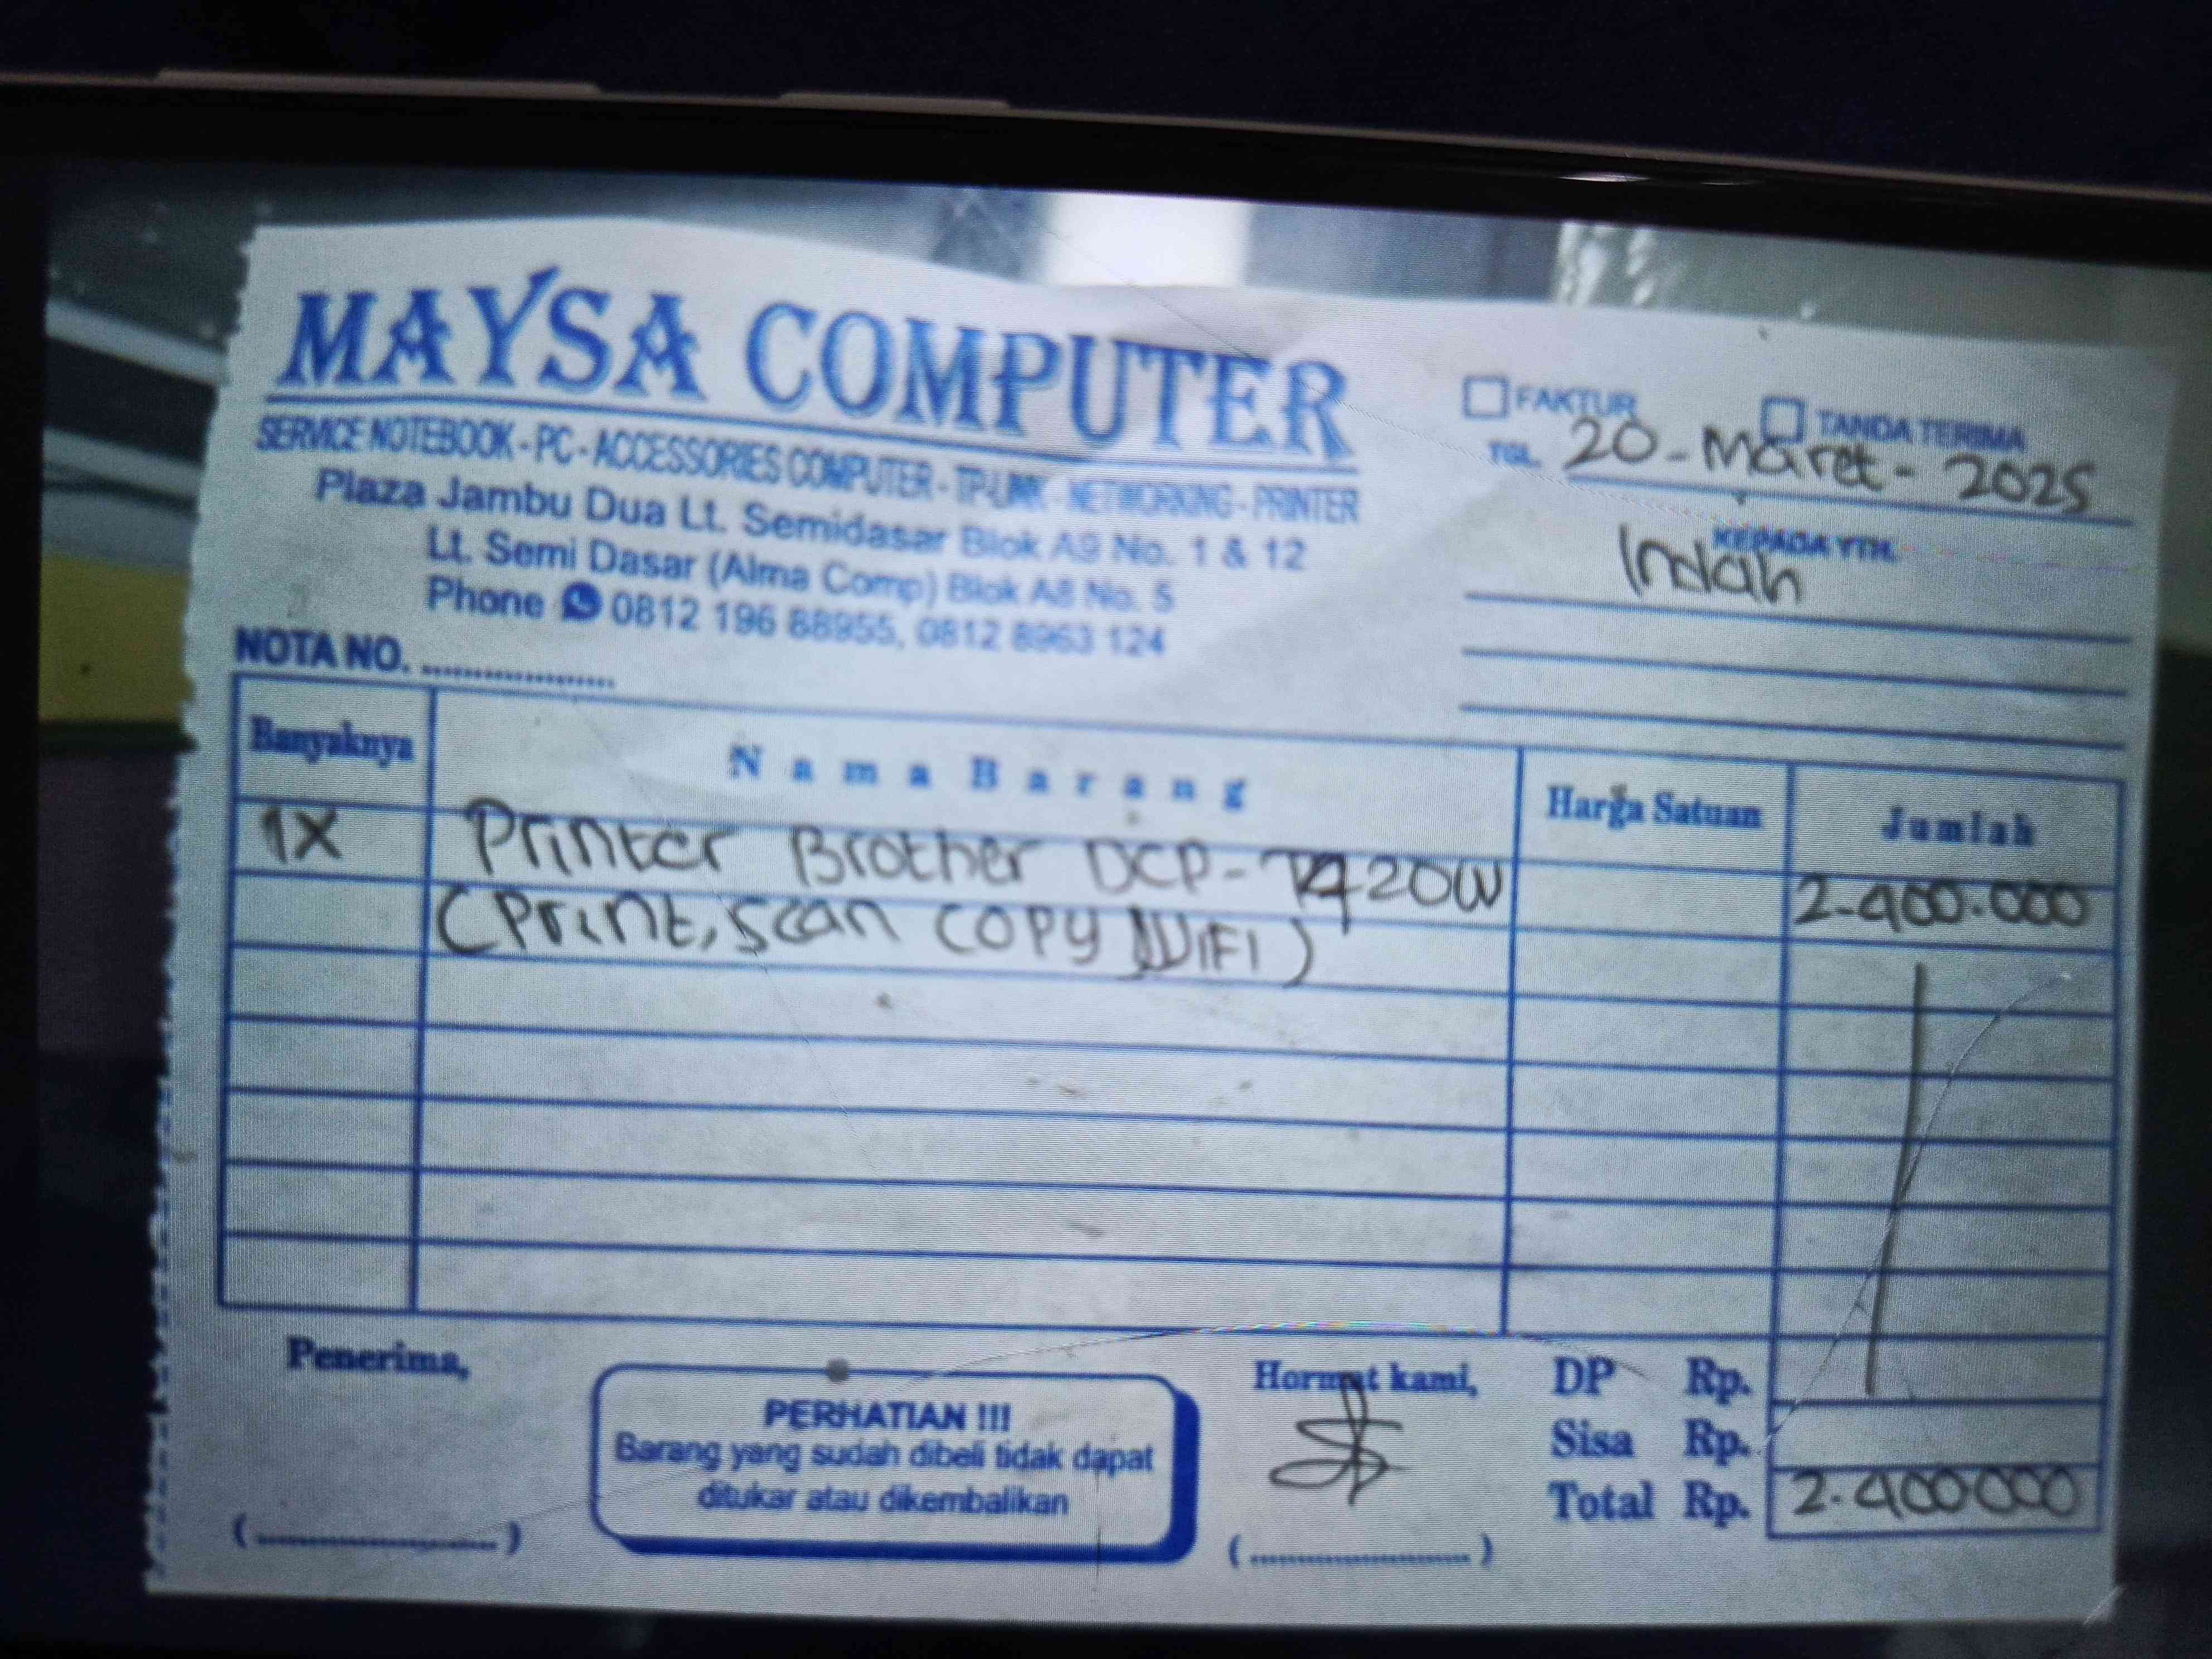 MAYSA COMPUTER
SERVICE NOTEBOOK - PC - ACCESSORIES COMPUTER - TP-LINK - NETWORKING - PRINTER
Plaza Jambu Dua Lt. Semidasar Blok A9 No. 1 & 12
Lt. Semi Dasar (Alma Comp) Blok A8 No. 5
Phone 0812 196 88955, 0812 8963 124
NOTA NO. ....................
FAKTUR TANDA TERIMA
TGL. 20 - Maret - 2025
KEPADA YTH.
Indah
Banyaknya Nama Barang Harga Satuan Jumlah
1X Printer Brother DCP-T420W 2.400.000
(Print, Scan COPY WIFI)
Penerima,
(........................)
PERHATIAN !!!
Barang yang sudah dibeli tidak dapat
ditukar atau dikembalikan
Hormat kami,
(........................)
DP Rp.
Sisa Rp.
Total Rp. 2.400000